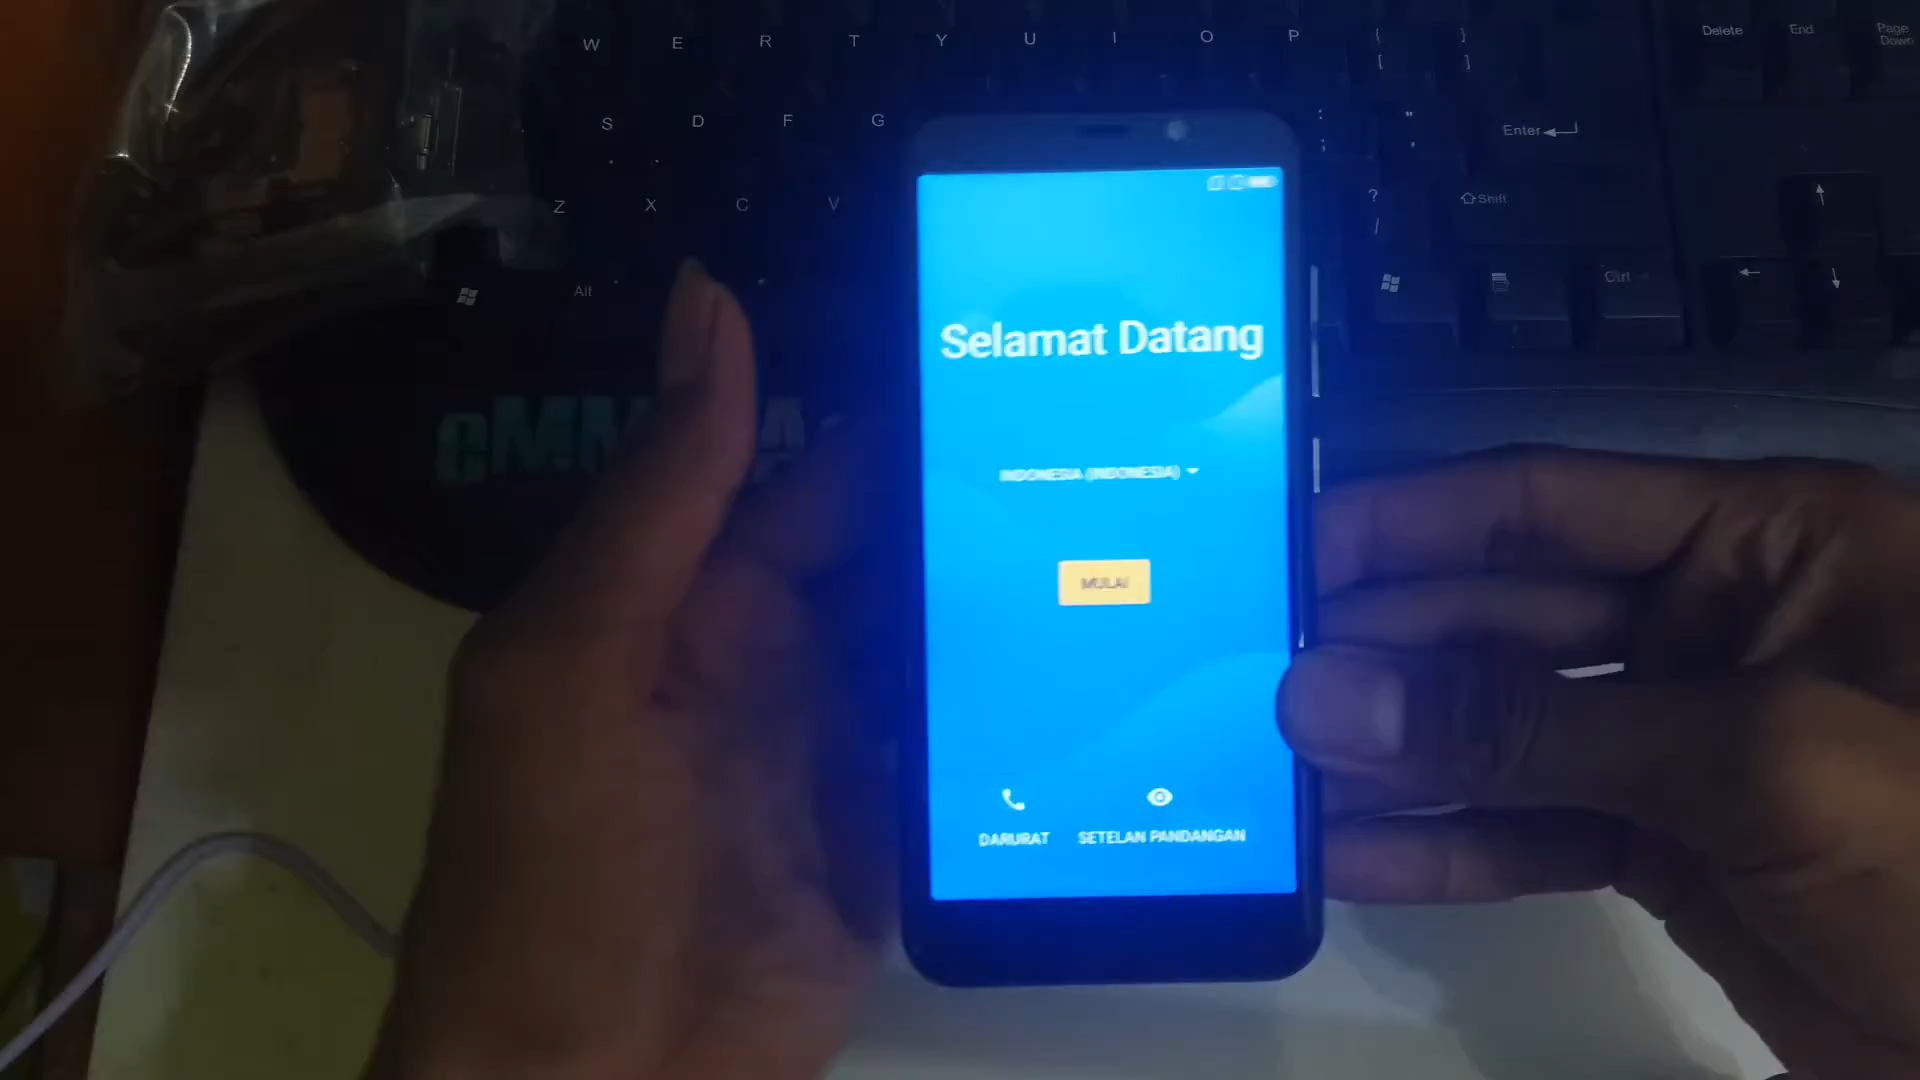 W E R T Y U I O P { }
[ ]
Delete End Page Down
S D F G : "
; '
Enter
Z X C V ?
/
Shift
Alt
Ctrl
Selamat Datang
INDONESIA (INDONESIA)
MULAI
DARURAT SETELAN PANDANGAN